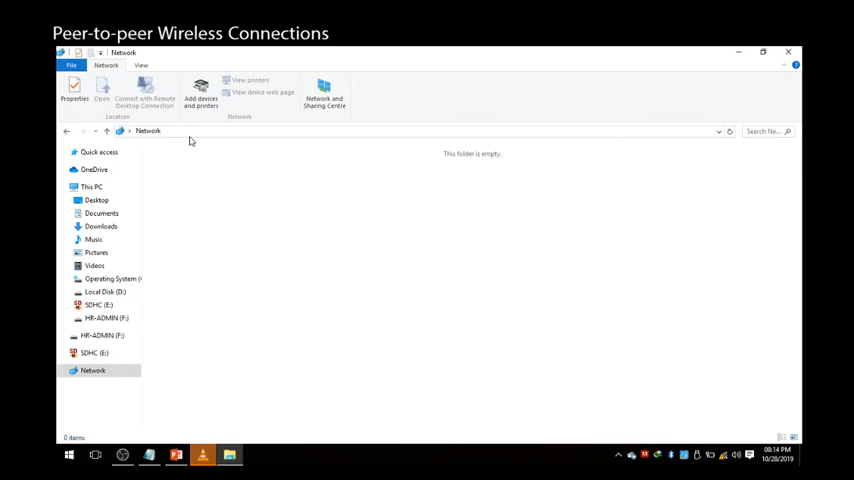 Peer-to-peer Wireless Connections
Network
File
Network
View
Properties
Open
Connect with Remote
Desktop Connection
Add devices
and printers
View printers
View device web page
Network and
Sharing Centre
Location
Network
Network
Search Ne...
Quick access
This folder is empty.
OneDrive
This PC
Desktop
Documents
Downloads
Music
Pictures
Videos
Operating System (
Local Disk (D:)
SDHC (E:)
HR-ADMIN (F:)
HR-ADMIN (F:)
SDHC (E:)
Network
0 items
08:14 PM
10/28/2019